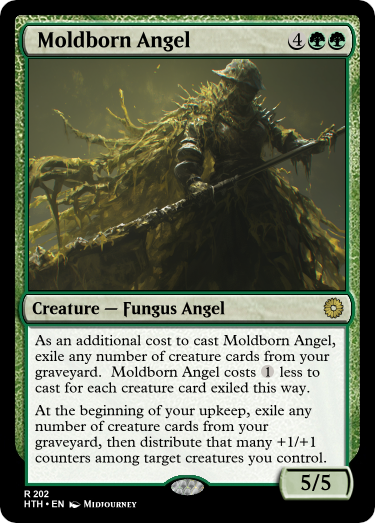 Moldborn Angel 4
Creature — Fungus Angel
As an additional cost to cast Moldborn Angel,
exile any number of creature cards from your
graveyard. Moldborn Angel costs 1 less to
cast for each creature card exiled this way.
At the beginning of your upkeep, exile any
number of creature cards from your
graveyard, then distribute that many +1/+1
counters among target creatures you control.
5/5
R 202
HTH • EN Midjourney